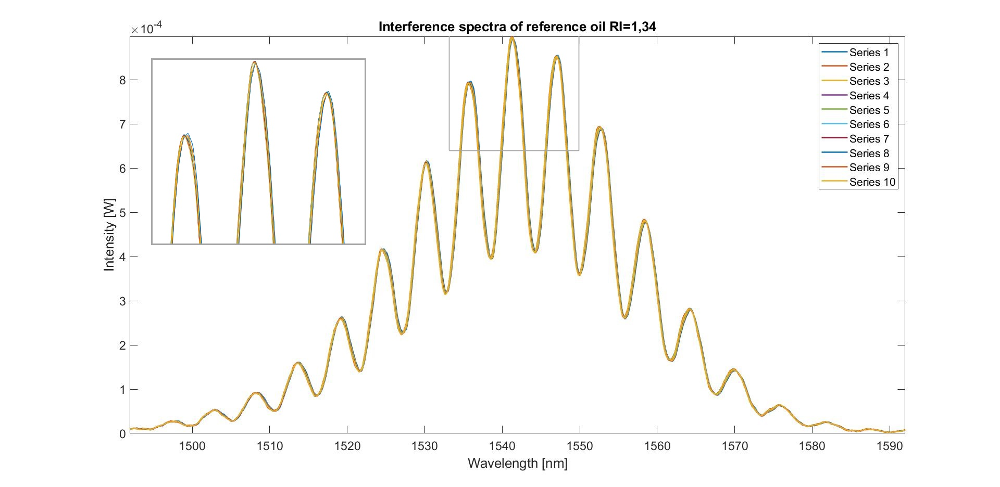 Interference spectra of reference oil RI=1,34
×10-4
8
7
6
5
4
3
2
1
0
Intensity [W]
1500 1510 1520 1530 1540 1550 1560 1570 1580 1590
Wavelength [nm]
Series 1
Series 2
Series 3
Series 4
Series 5
Series 6
Series 7
Series 8
Series 9
Series 10